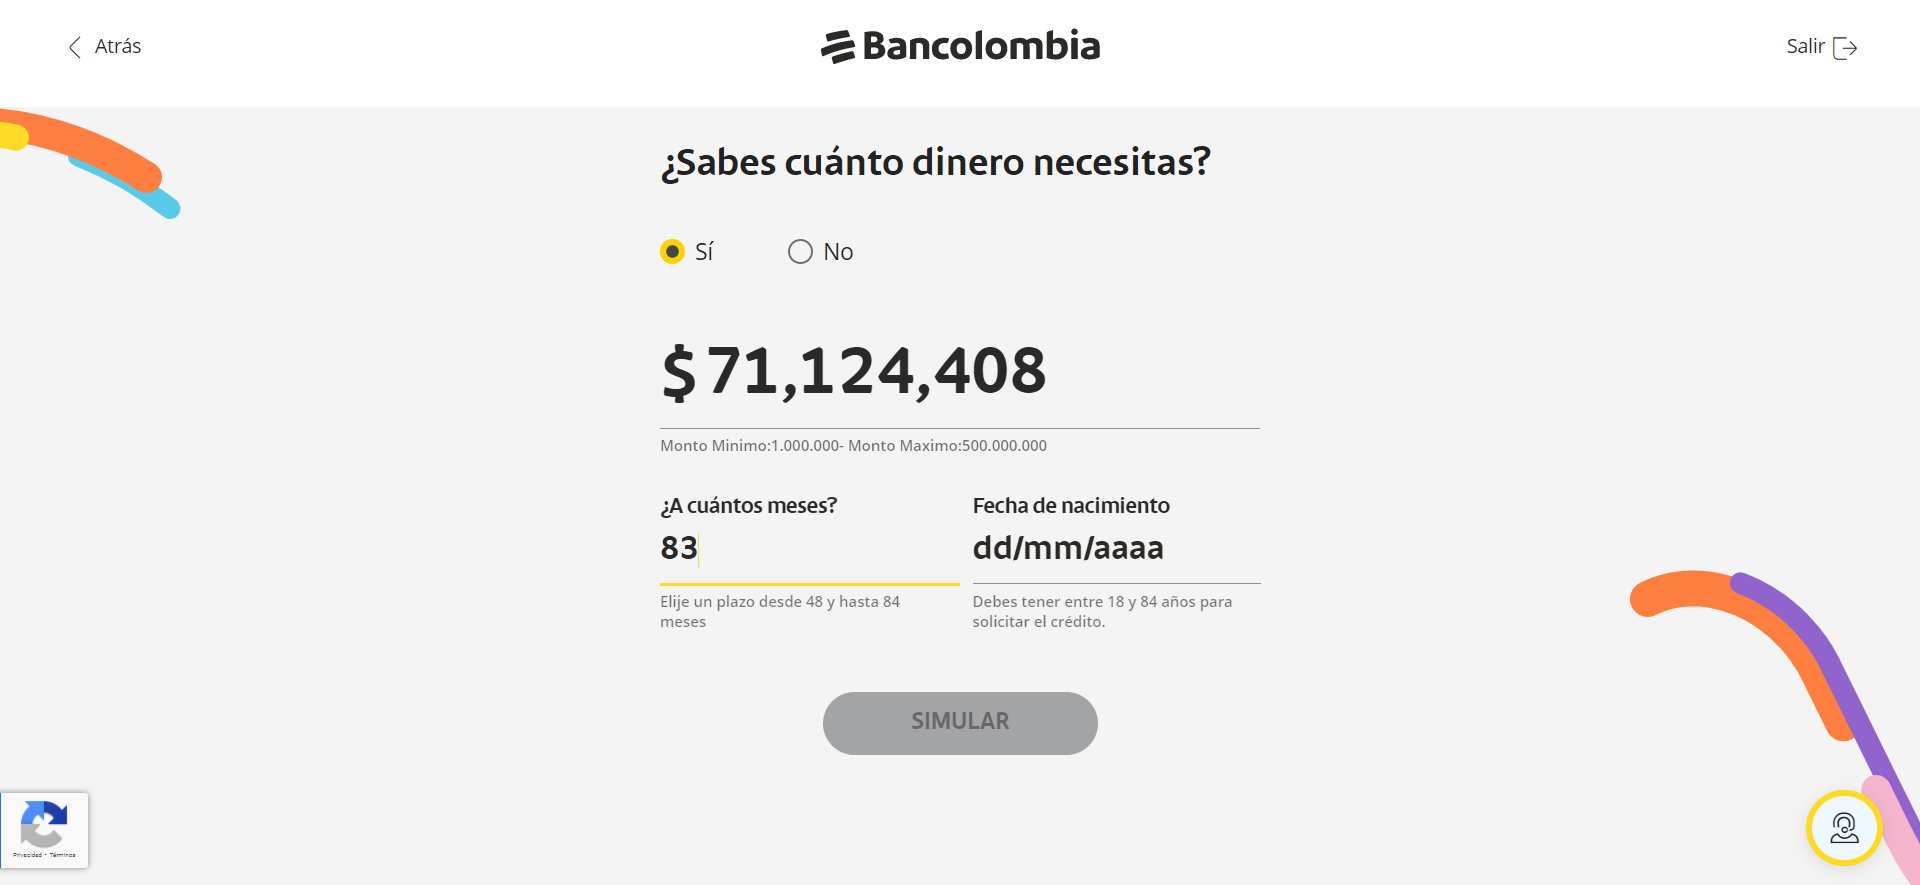 Atrás
Bancolombia
Salir
¿Sabes cuánto dinero necesitas?
Sí
No
$ 71,124,408
Monto Minimo:1.000.000- Monto Maximo:500.000.000
¿A cuántos meses?
83
Elije un plazo desde 48 y hasta 84
meses
Fecha de nacimiento
dd/mm/aaaa
Debes tener entre 18 y 84 años para
solicitar el crédito.
SIMULAR
Privacidad - Términos